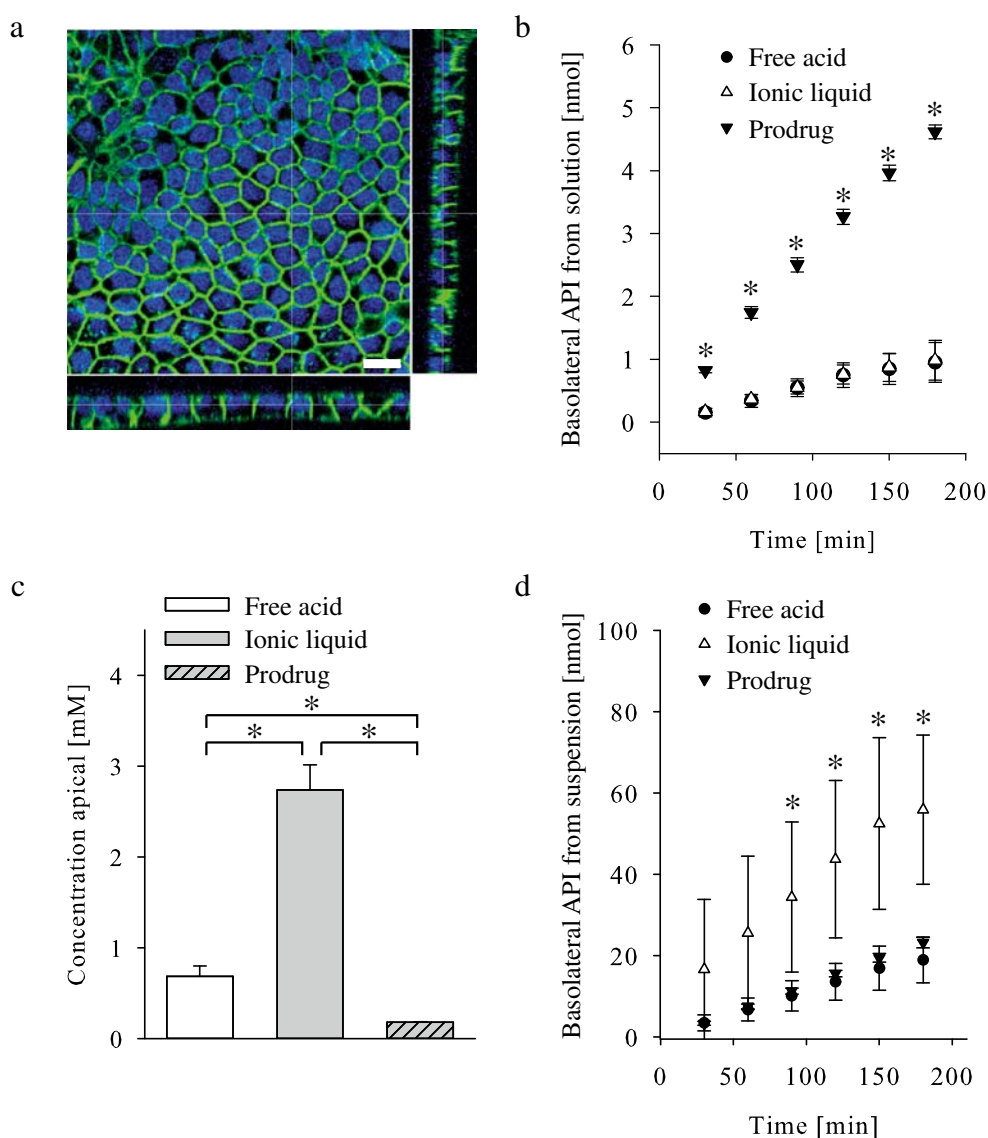 a
b
Basolateral API from solution [nmol]
6
5
4
3
2
1
0
Free acid
Ionic liquid
Prodrug
*
*
*
*
*
*
0 50 100 150 200
Time [min]
c
Free acid
Ionic liquid
Prodrug
Concentration apical [mM]
4
3
2
1
0
*
* *
d
Basolateral API from suspension [nmol]
100
80
60
40
20
0
Free acid
Ionic liquid
Prodrug
* * * *
0 50 100 150 200
Time [min]